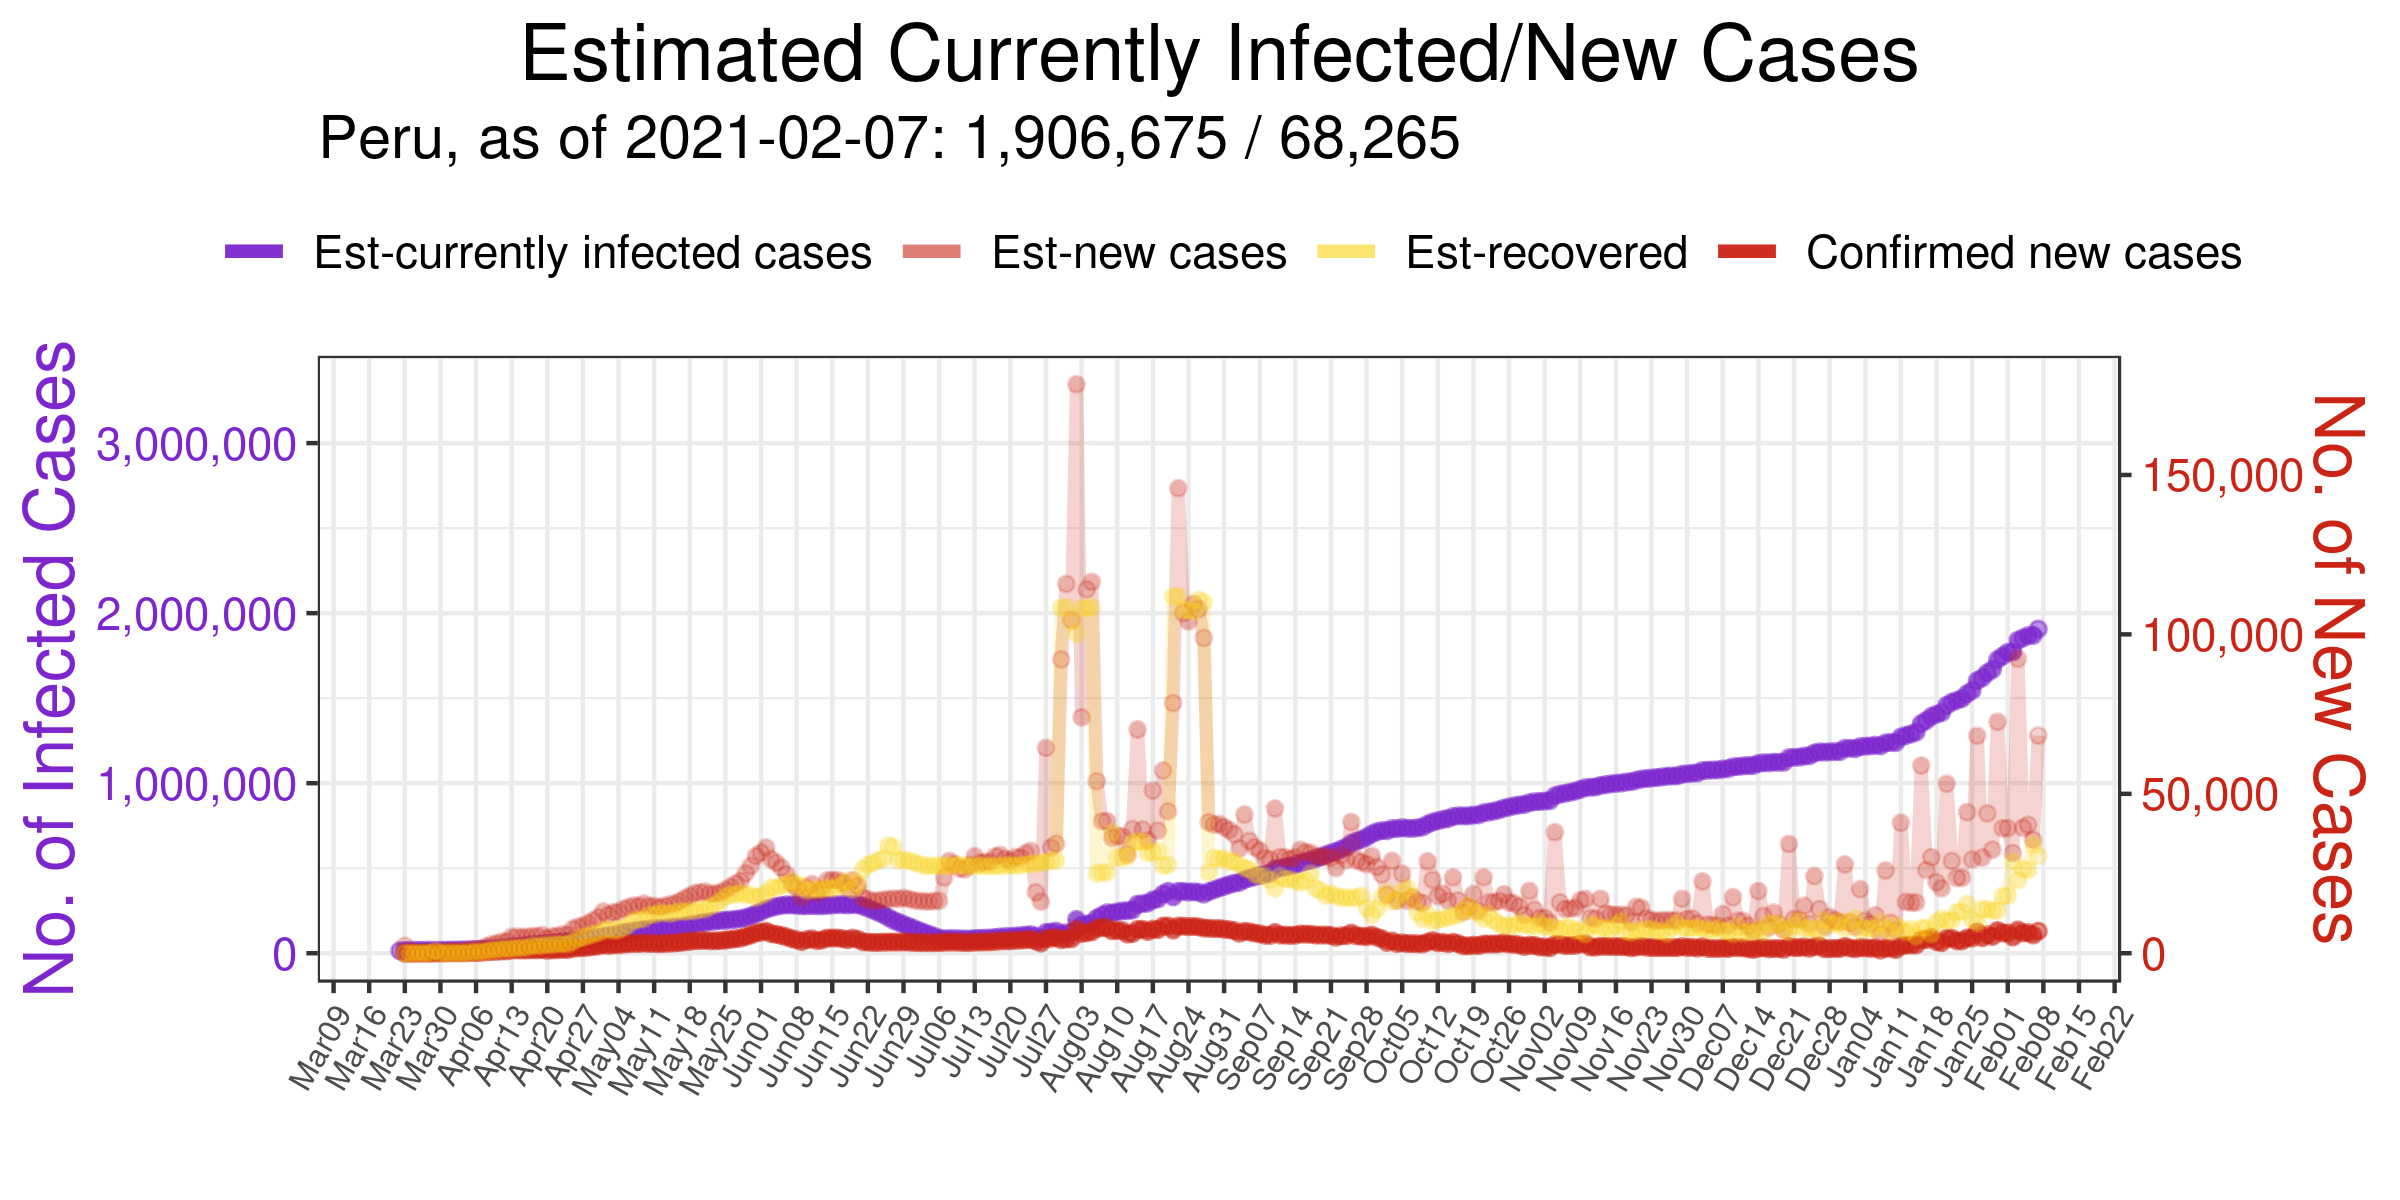 Estimated Currently Infected/New Cases
Peru, as of 2021-02-07: 1,906,675 / 68,265
Est-currently infected cases Est-new cases Est-recovered Confirmed new cases
No. of Infected Cases
3,000,000
2,000,000
1,000,000
0
150,000
100,000
50,000
0
No. of New Cases
Mar09 Mar16 Mar23 Mar30 Apr06 Apr13 Apr20 Apr27 May04 May11 May18 May25 Jun01 Jun08 Jun15 Jun22 Jun29 Jul06 Jul13 Jul20 Jul27 Aug03 Aug10 Aug17 Aug24 Aug31 Sep07 Sep14 Sep21 Sep28 Oct05 Oct12 Oct19 Oct26 Nov02 Nov09 Nov16 Nov23 Nov30 Dec07 Dec14 Dec21 Dec28 Dec04 Jan11 Jan18 Jan25 Jan25 Feb01 Feb08 Feb15 Feb22